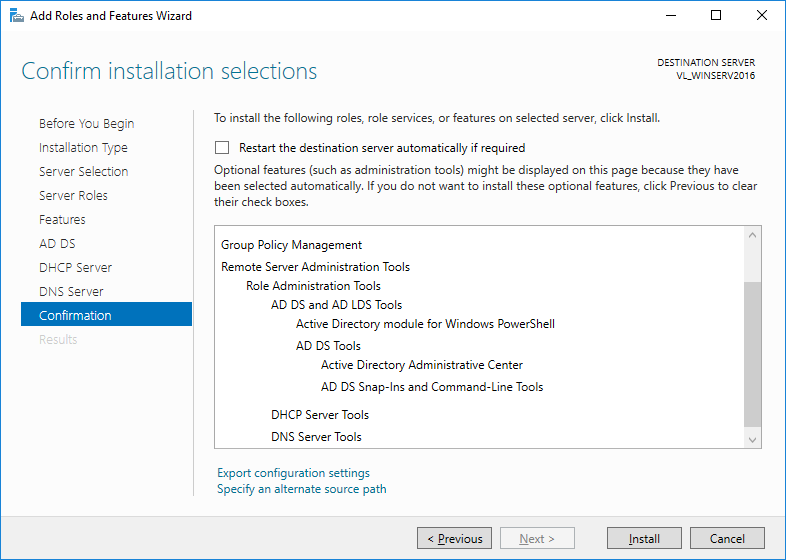 Add Roles and Features Wizard
Confirm installation selections
DESTINATION SERVER
VL_WINSERV2016
Before You Begin
Installation Type
Server Selection
Server Roles
Features
AD DS
DHCP Server
DNS Server
Confirmation
Results
To install the following roles, role services, or features on selected server, click Install.
Restart the destination server automatically if required
Optional features (such as administration tools) might be displayed on this page because they have
been selected automatically. If you do not want to install these optional features, click Previous to clear
their check boxes.
Group Policy Management
Remote Server Administration Tools
Role Administration Tools
AD DS and AD LDS Tools
Active Directory module for Windows PowerShell
AD DS Tools
Active Directory Administrative Center
AD DS Snap-Ins and Command-Line Tools
DHCP Server Tools
DNS Server Tools
Export configuration settings
Specify an alternate source path
< Previous
Next >
Install
Cancel